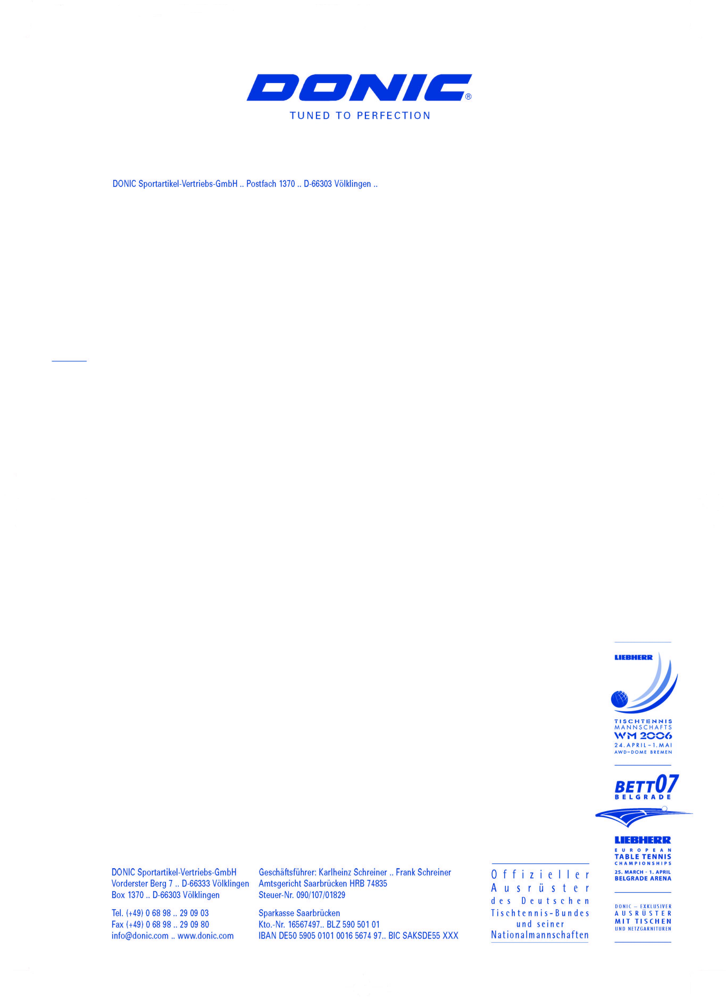 DONIC®
TUNED TO PERFECTION
DONIC Sportartikel-Vertriebs-GmbH .. Postfach 1370 .. D-66303 Völklingen ..
LIEBHERR
TISCHTENNIS
MANNSCHAFTS
WM 2006
24. APRIL – 1. MAI
AWD-DOME BREMEN
BETT07
BELGRADE
LIEBHERR
EUROPEAN
TABLE TENNIS
CHAMPIONSHIPS
25. MARCH - 1. APRIL
BELGRADE ARENA
DONIC – EXKLUSIVER
AUSRÜSTER
MIT TISCHEN
UND NETZGARNITUREN
DONIC Sportartikel-Vertriebs-GmbH
Vorderster Berg 7 .. D-66333 Völklingen
Box 1370 .. D-66303 Völklingen
Tel. (+49) 0 68 98 .. 29 09 03
Fax (+49) 0 68 98 .. 29 09 80
info@donic.com .. www.donic.com
Geschäftsführer: Karlheinz Schreiner .. Frank Schreiner
Amtsgericht Saarbrücken HRB 74835
Steuer-Nr. 090/107/01829
Sparkasse Saarbrücken
Kto.-Nr. 16567497.. BLZ 590 501 01
IBAN DE50 5905 0101 0016 5674 97.. BIC SAKSDE55 XXX
Offizieller
Ausrüster
des Deutschen
Tischtennis-Bundes
und seiner
Nationalmannschaften